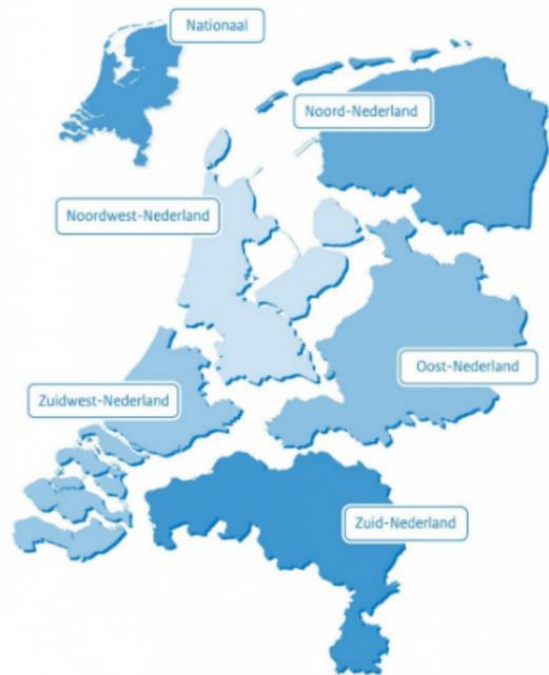 Nationaal
Noord-Nederland
Noordwest-Nederland
Oost-Nederland
Zuidwest-Nederland
Zuid-Nederland